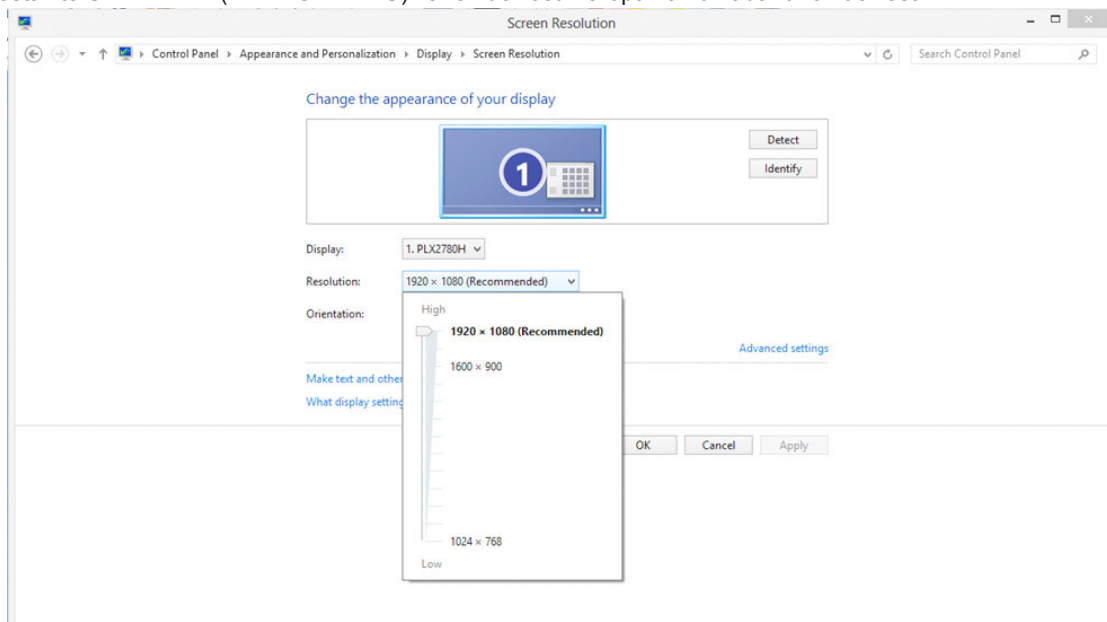 Screen Resolution
Control Panel ▸ Appearance and Personalization ▸ Display ▸ Screen Resolution
Search Control Panel
Change the appearance of your display
1
Detect
Identify
Display: 1. PLX2780H
Resolution: 1920 × 1080 (Recommended)
Orientation:
High
1920 × 1080 (Recommended)
Advanced settings
1600 × 900
Make text and other
What display setting
OK Cancel Apply
1024 × 768
Low